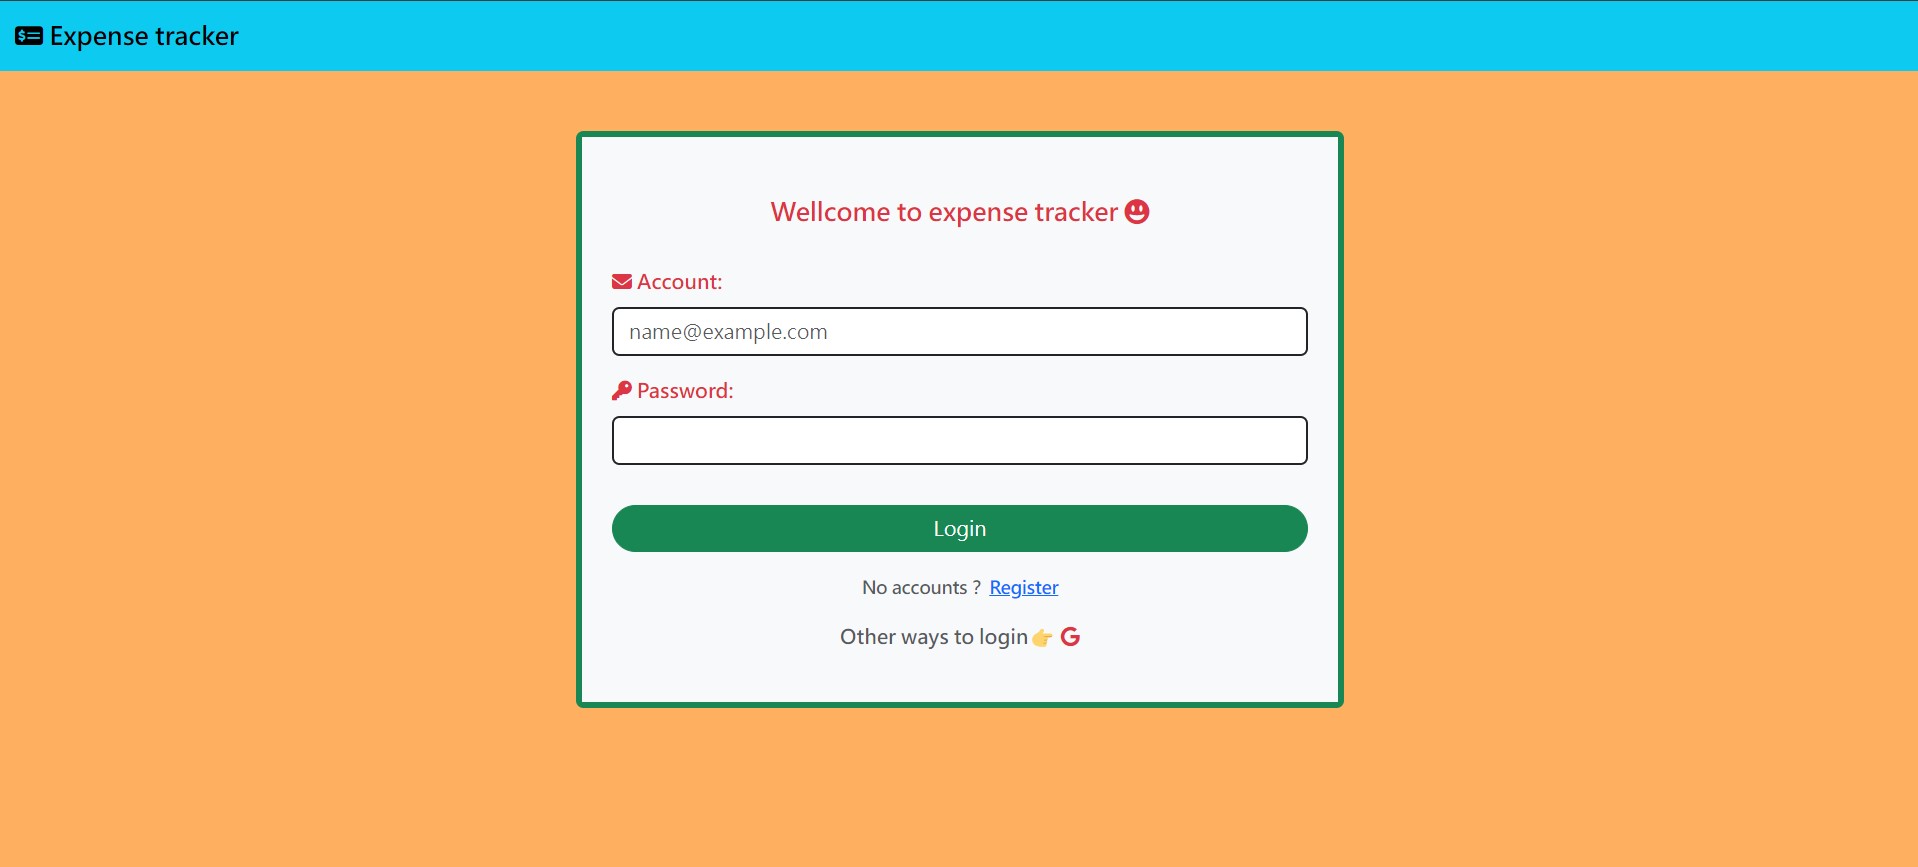 Expense tracker
Wellcome to expense tracker
Account:
name@example.com
Password:
Login
No accounts ? Register
Other ways to login👉 G